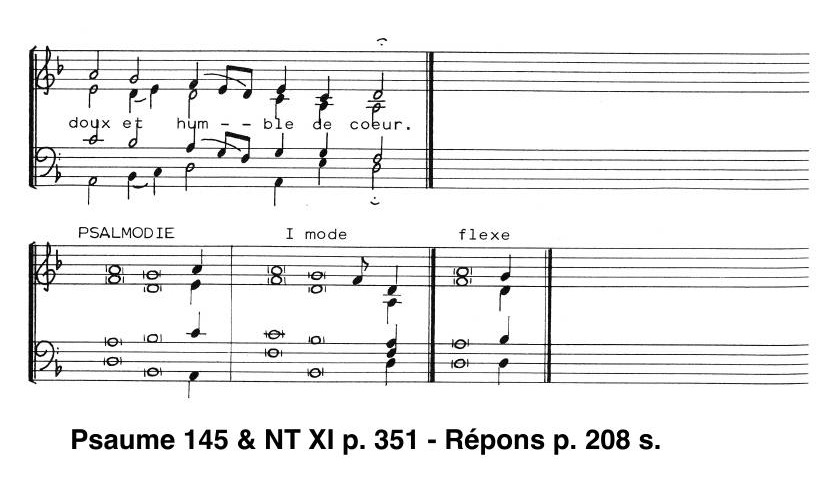 doux et hum - - ble de coeur.
PSALMODIE I mode flexe
Psaume 145 & NT XI p. 351 - Répons p. 208 s.